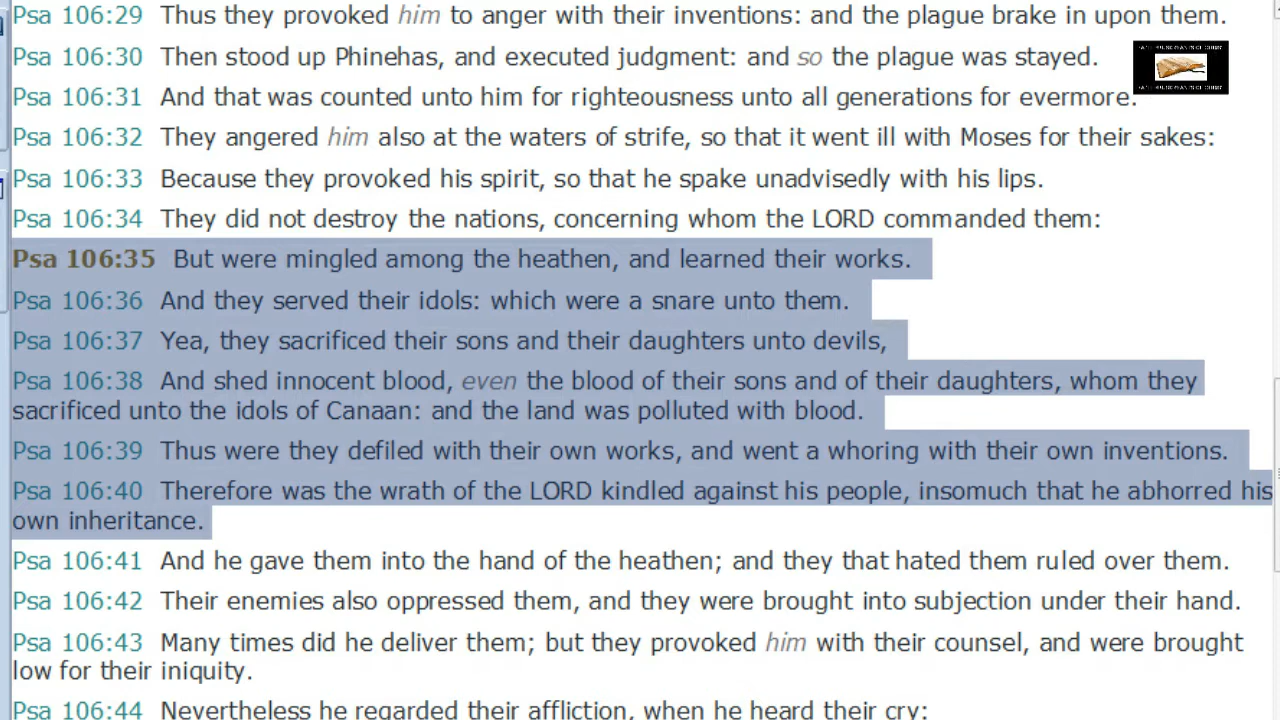 Psa 106:29 Thus they provoked him to anger with their inventions: and the plague brake in upon them.
Psa 106:30 Then stood up Phinehas, and executed judgment: and so the plague was stayed.
Psa 106:31 And that was counted unto him for righteousness unto all generations for evermore.
Psa 106:32 They angered him also at the waters of strife, so that it went ill with Moses for their sakes:
Psa 106:33 Because they provoked his spirit, so that he spake unadvisedly with his lips.
Psa 106:34 They did not destroy the nations, concerning whom the LORD commanded them:
Psa 106:35 But were mingled among the heathen, and learned their works.
Psa 106:36 And they served their idols: which were a snare unto them.
Psa 106:37 Yea, they sacrificed their sons and their daughters unto devils,
Psa 106:38 And shed innocent blood, even the blood of their sons and of their daughters, whom they
sacrificed unto the idols of Canaan: and the land was polluted with blood.
Psa 106:39 Thus were they defiled with their own works, and went a whoring with their own inventions.
Psa 106:40 Therefore was the wrath of the LORD kindled against his people, insomuch that he abhorred his
own inheritance.
Psa 106:41 And he gave them into the hand of the heathen; and they that hated them ruled over them.
Psa 106:42 Their enemies also oppressed them, and they were brought into subjection under their hand.
Psa 106:43 Many times did he deliver them; but they provoked him with their counsel, and were brought
low for their iniquity.
Psa 106:44 Nevertheless he regarded their affliction, when he heard their cry: